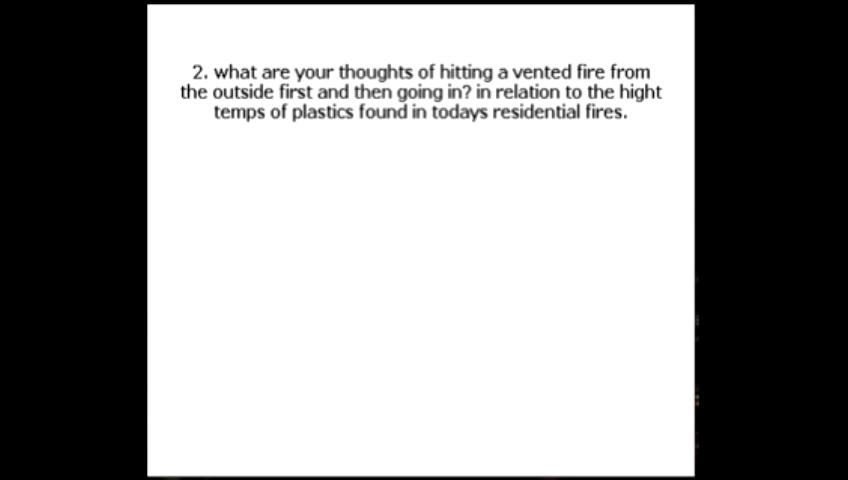 2. what are your thoughts of hitting a vented fire from
the outside first and then going in? in relation to the hight
temps of plastics found in todays residential fires.